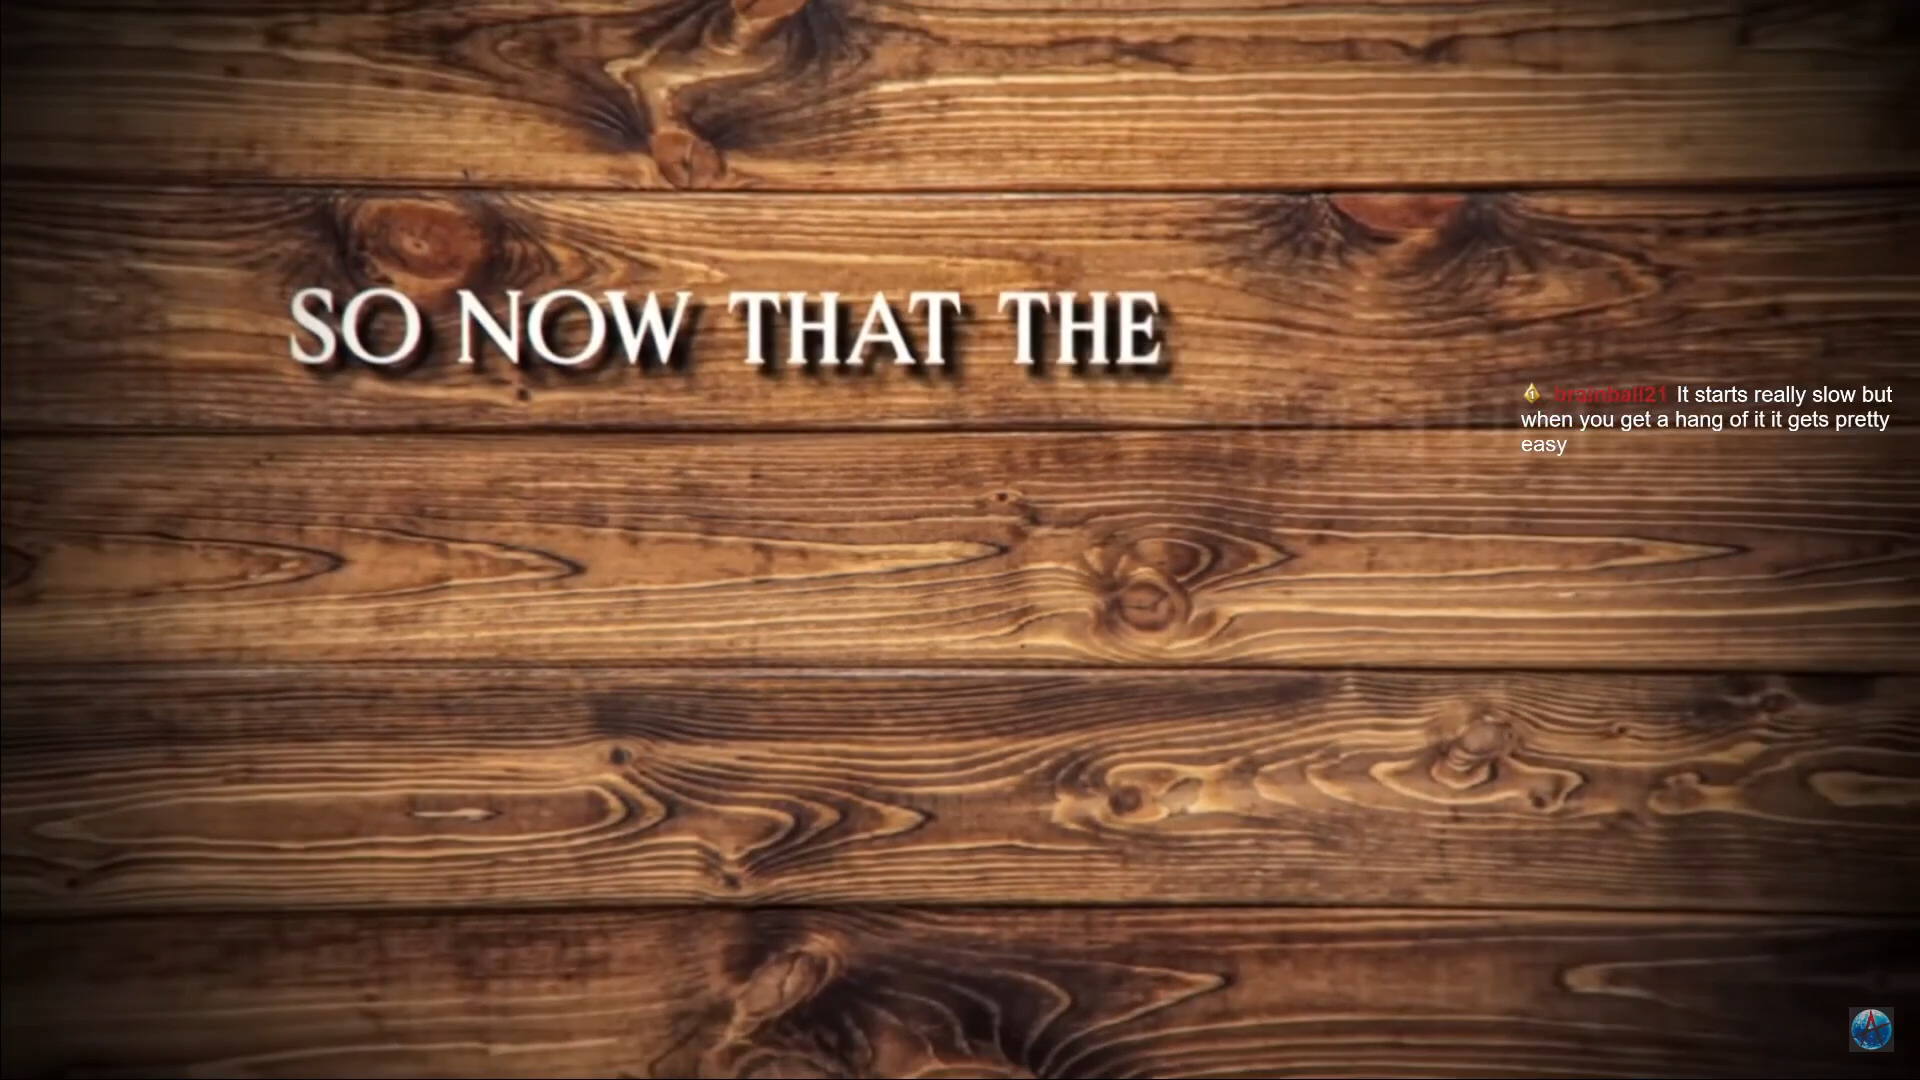 SO NOW THAT THE
brainball21 It starts really slow but
when you get a hang of it it gets pretty
easy